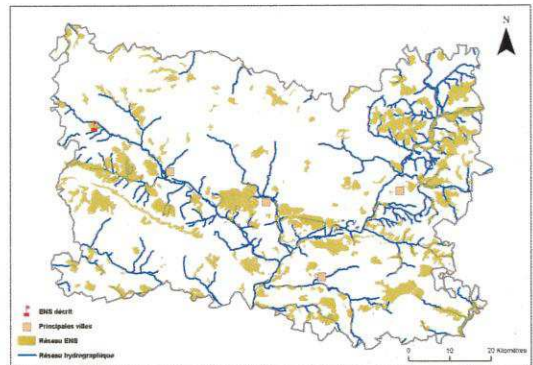 N
ENS décrit
Principales villes
Réseau ENS
Réseau hydrographique
0 10 20 Kilomètres